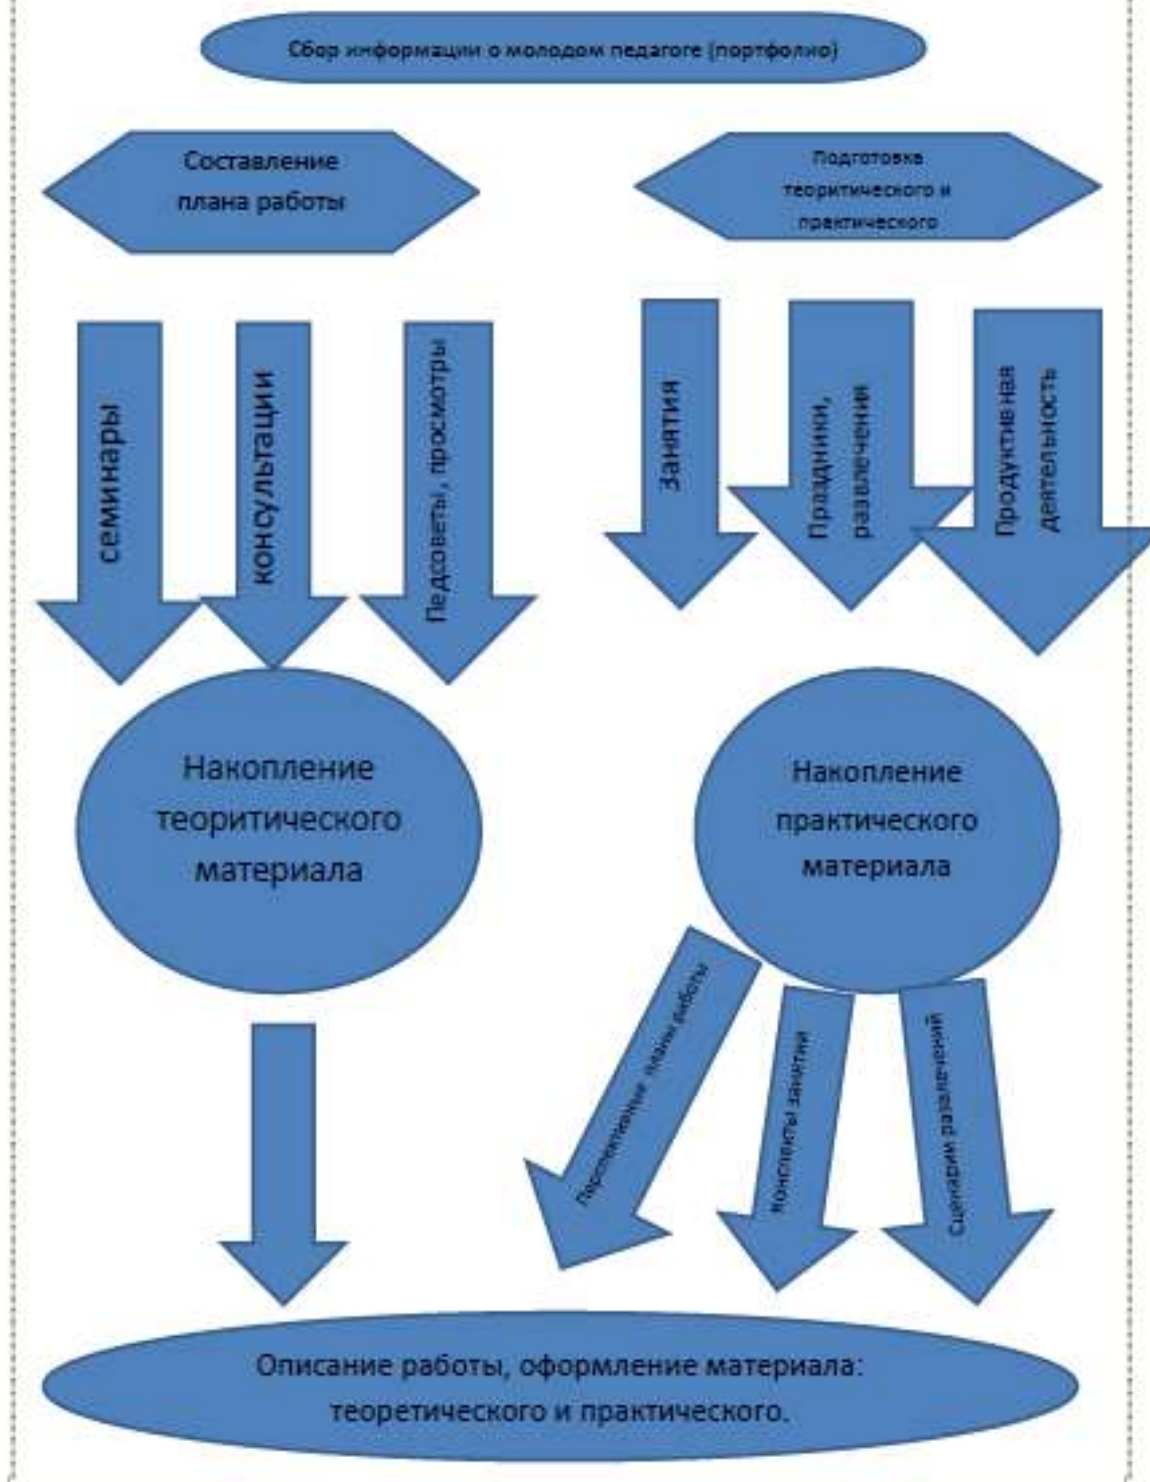 Сбор информации о молодом педагоге (портфолио)
Составление
плана работы
Подготовка
теоритического и
практического
семинары
консультации
Педсоветы, просмотры
Занятия
Праздники,
развлечения
Продуктивная
деятельность
Накопление
теоритического
материала
Накопление
практического
материала
Перспективные планы работы
Конспекты занятий
Сценарии развлечений
Описание работы, оформление материала:
теоретического и практического.